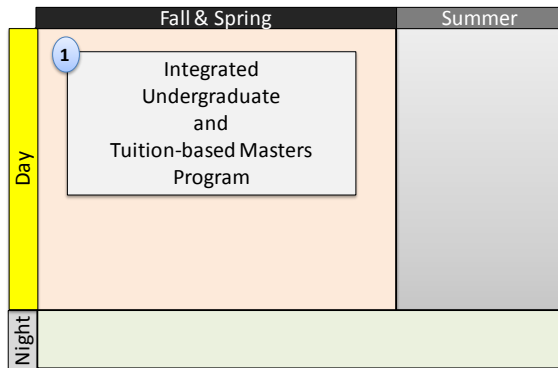 Fall & Spring
Summer
1
Integrated
Undergraduate
and
Tuition-based Masters
Program
Day
Night